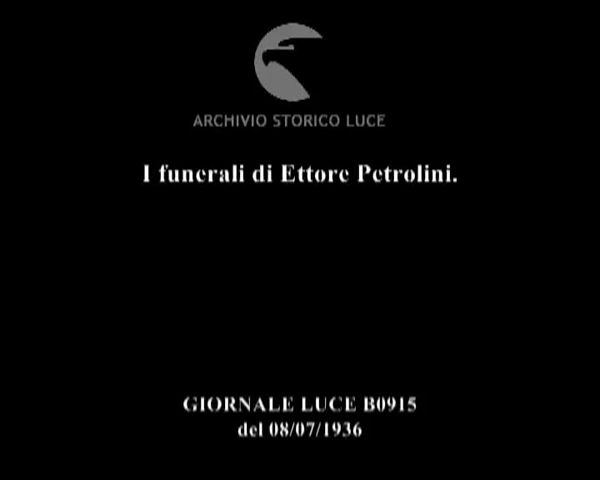 ARCHIVIO STORICO LUCE
I funerali di Ettore Petrolini.
GIORNALE LUCE B0915
del 08/07/1936